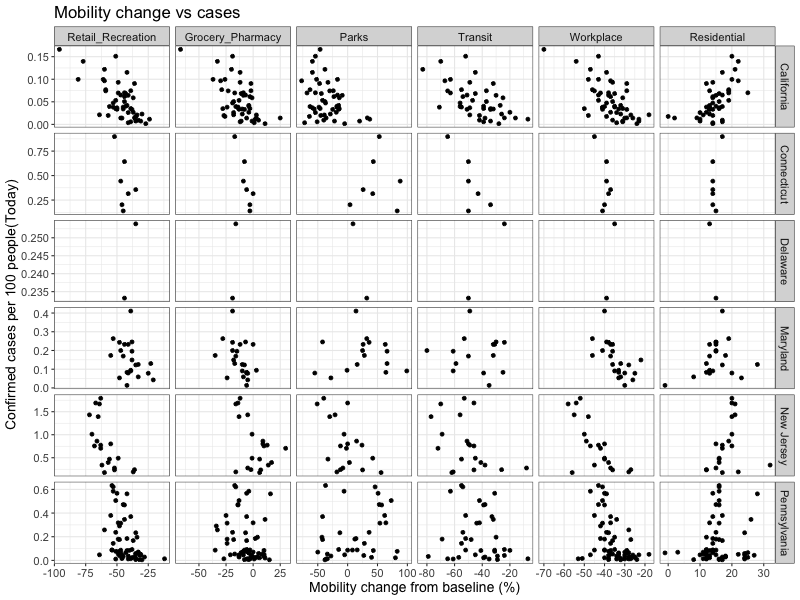 Mobility change vs cases
Retail_Recreation Grocery_Pharmacy Parks Transit Workplace Residential
Confirmed cases per 100 people(Today)
0.15
0.10
0.05
0.00
California
0.75
0.50
0.25
Connecticut
0.250
0.245
0.240
0.235
Delaware
0.4
0.3
0.2
0.1
0.0
Maryland
1.5
1.0
0.5
New Jersey
0.6
0.4
0.2
0.0
Pennsylvania
-100 -75 -50 -25 -50 -25 0 25 -50 0 50 100 -80 -60 -40 -20 -70 -60 -50 -40 -30 -20 0 10 20 30
Mobility change from baseline (%)